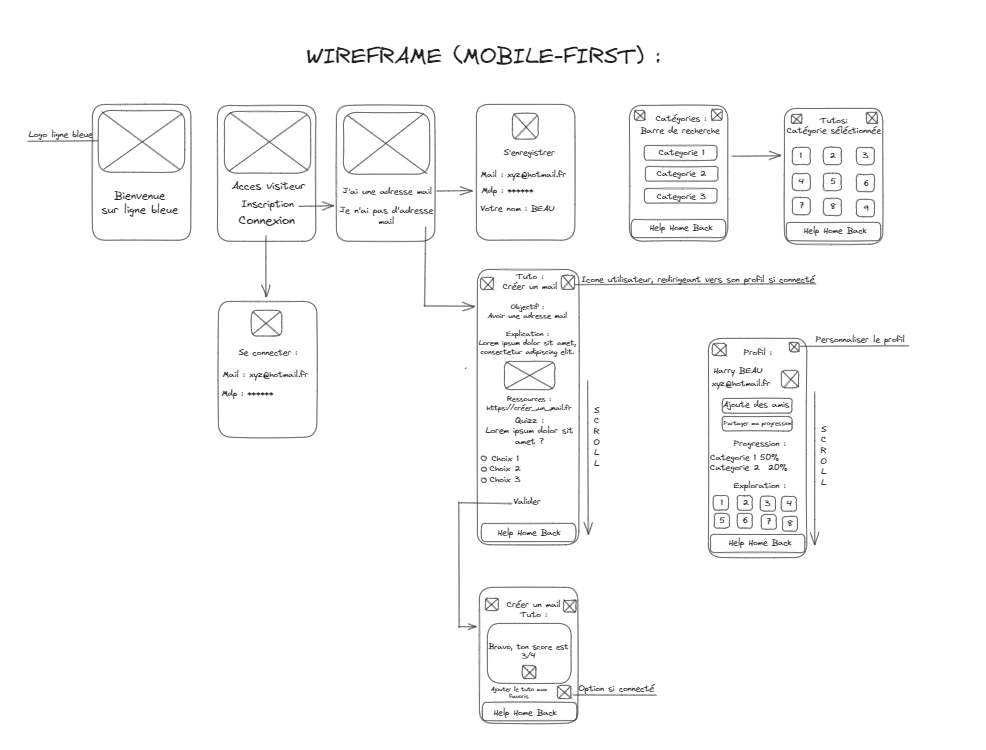 WIREFRAME (MOBILE-FIRST) :
Logo ligne bleue
Bienvenue
sur ligne bleue
Acces visiteur
Inscription
Connexion
J'ai une adresse mail
Je n'ai pas d'adresse
mail
S'enregistrer
Mail : xyz@hotmail.fr
Mdp : ******
Votre nom : BEAU
Catégories :
Barre de recherche
Categorie 1
Categorie 2
Categorie 3
Help Home Back
Tutos:
Catégorie séléctionnée
1 2 3
4 5 6
7 8 9
Help Home Back
Se connecter :
Mail : xyz@hotmail.fr
Mdp : ******
Tuto :
Créer un mail
Icone utilisateur, redirigeant vers son profil si connecté
Objectif :
Avoir une adresse mail
Explication :
Lorem ipsum dolor sit amet,
consectetur adipiscing elit.
Ressources :
https://créer_un_mail.fr
Quizz :
Lorem ipsum dolor sit
amet ?
Choix 1
Choix 2
Choix 3
Valider
Help Home Back
SCROLL
Personnaliser le profil
Profil :
Harry BEAU
xyz@hotmail.fr
Ajoute des amis
Partager ma progression
Progression :
Categorie 1 50%
Categorie 2 20%
Exploration :
1 2 3 4
5 6 7 8
Help Home Back
SCROLL
Créer un mail
Tuto :
Bravo, ton score est
3/4
Ajouter le tuto aux
favoris
Option si connecté
Help Home Back